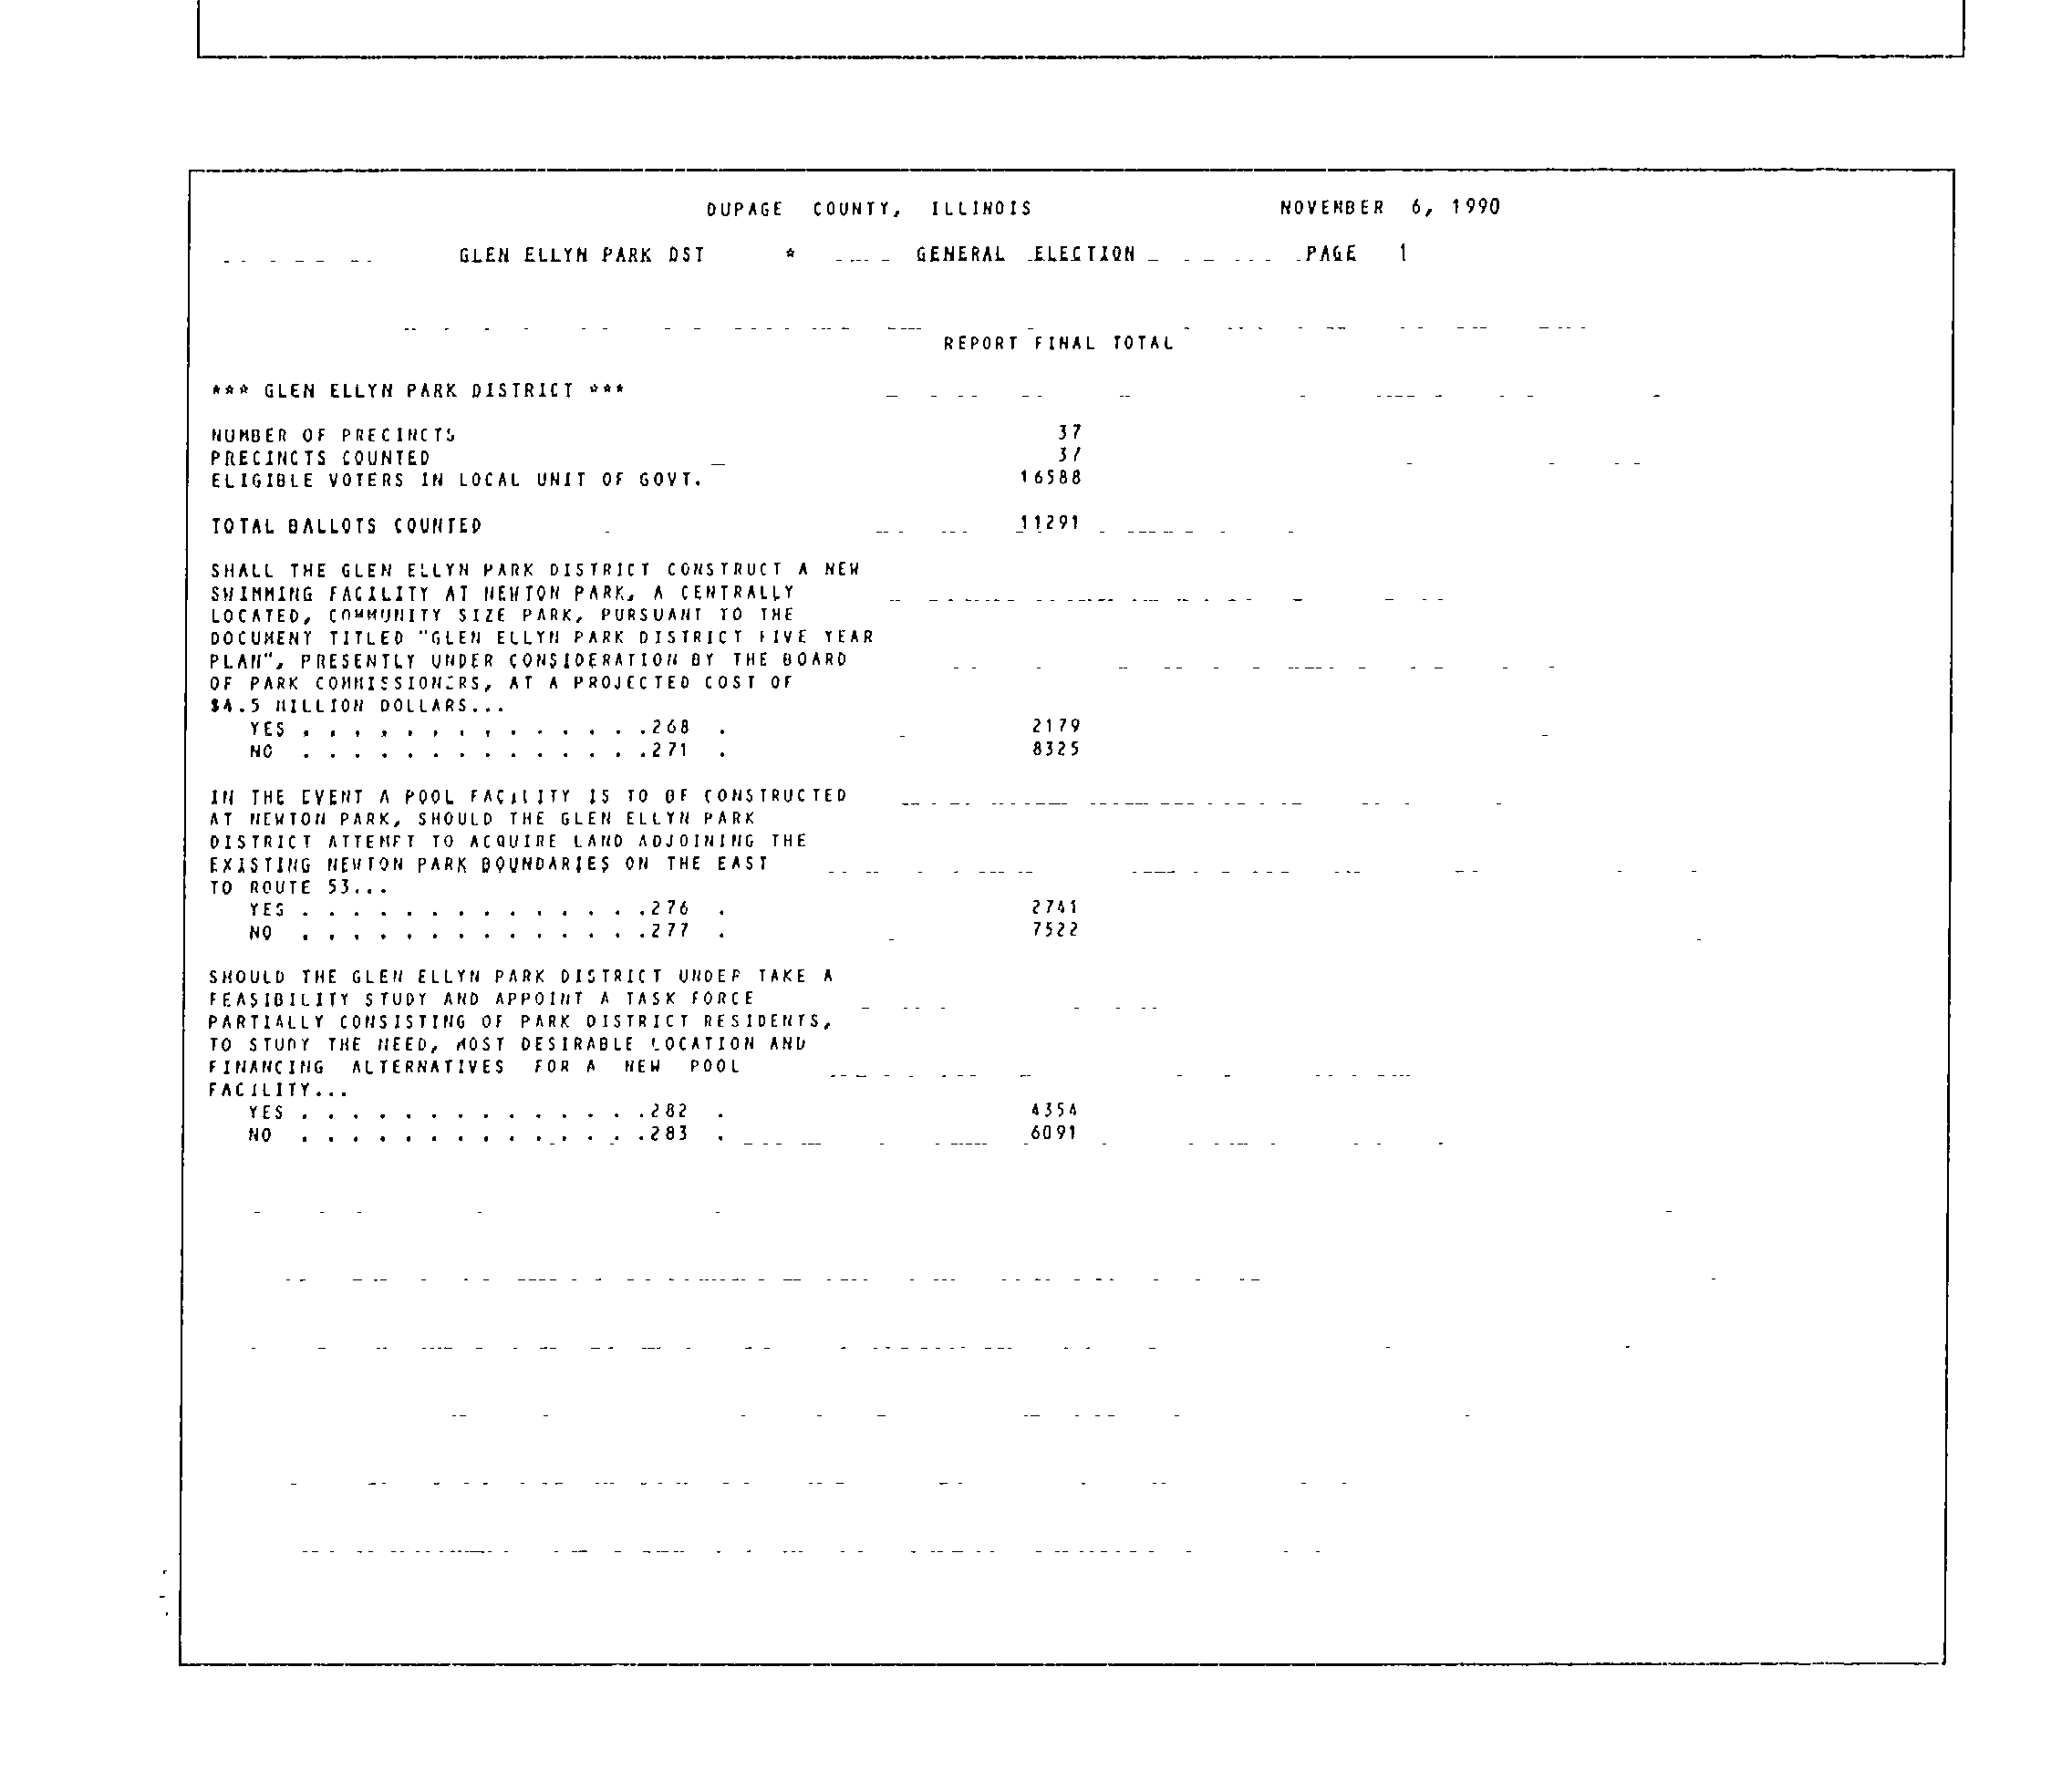 DUPAGE COUNTY, ILLINOIS NOVEMBER 6, 1990
GLEN ELLYN PARK DST * GENERAL ELECTION PAGE 1
REPORT FINAL TOTAL
*** GLEN ELLYN PARK DISTRICT ***
NUMBER OF PRECINCTS 37
PRECINCTS COUNTED 37
ELIGIBLE VOTERS IN LOCAL UNIT OF GOVT. 16588
TOTAL BALLOTS COUNTED 11291
SHALL THE GLEN ELLYN PARK DISTRICT CONSTRUCT A NEW
SWIMMING FACILITY AT NEWTON PARK, A CENTRALLY
LOCATED, COMMUNITY SIZE PARK, PURSUANT TO THE
DOCUMENT TITLED "GLEN ELLYN PARK DISTRICT FIVE YEAR
PLAN", PRESENTLY UNDER CONSIDERATION BY THE BOARD
OF PARK COMMISSIONERS, AT A PROJECTED COST OF
$4.5 MILLION DOLLARS...
YES . . . . . . . . . . . . . .268 . 2179
NO . . . . . . . . . . . . . .271 . 8325
IN THE EVENT A POOL FACILITY IS TO BE CONSTRUCTED
AT NEWTON PARK, SHOULD THE GLEN ELLYN PARK
DISTRICT ATTEMPT TO ACQUIRE LAND ADJOINING THE
EXISTING NEWTON PARK BOUNDARIES ON THE EAST
TO ROUTE 53...
YES . . . . . . . . . . . . . .276 . 2741
NO . . . . . . . . . . . . . .277 . 7522
SHOULD THE GLEN ELLYN PARK DISTRICT UNDER TAKE A
FEASIBILITY STUDY AND APPOINT A TASK FORCE
PARTIALLY CONSISTING OF PARK DISTRICT RESIDENTS,
TO STUDY THE NEED, MOST DESIRABLE LOCATION AND
FINANCING ALTERNATIVES FOR A NEW POOL
FACILITY...
YES . . . . . . . . . . . . . .282 . 4354
NO . . . . . . . . . . . . . .283 . 6091